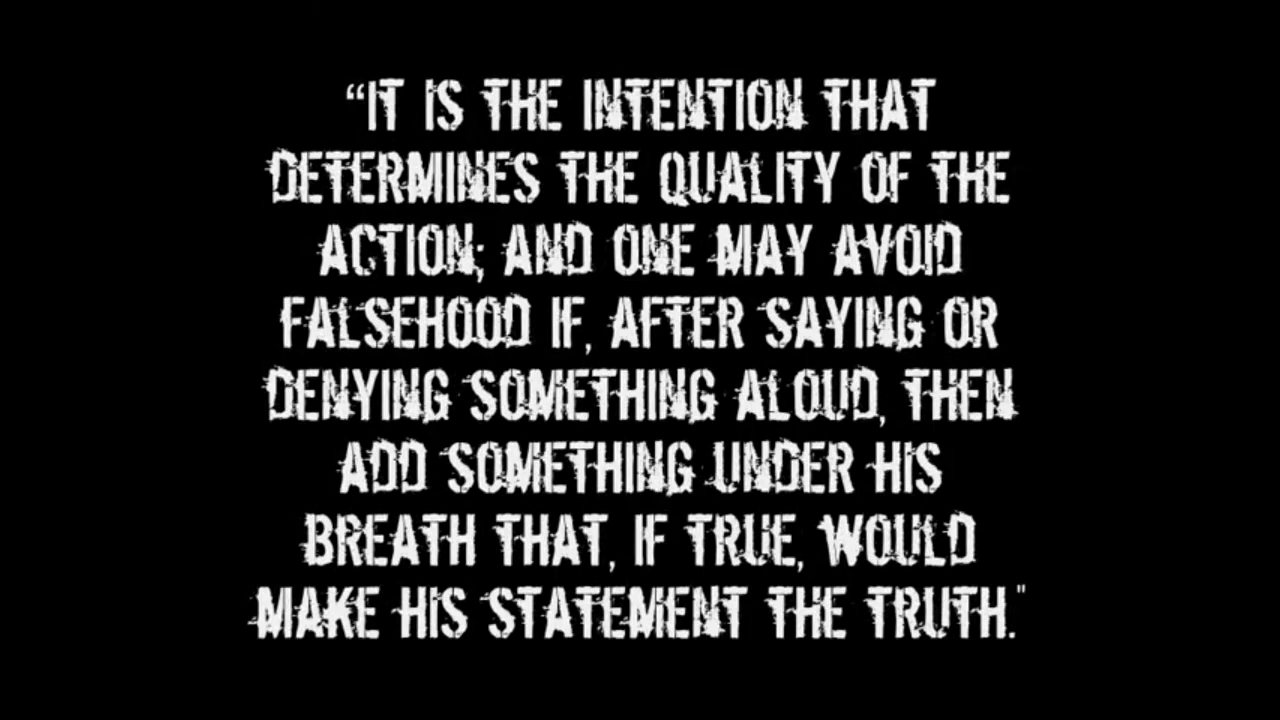 “IT IS THE INTENTION THAT
DETERMINES THE QUALITY OF THE
ACTION; AND ONE MAY AVOID
FALSEHOOD IF, AFTER SAYING OR
DENYING SOMETHING ALOUD, THEN
ADD SOMETHING UNDER HIS
BREATH THAT, IF TRUE, WOULD
MAKE HIS STATEMENT THE TRUTH."